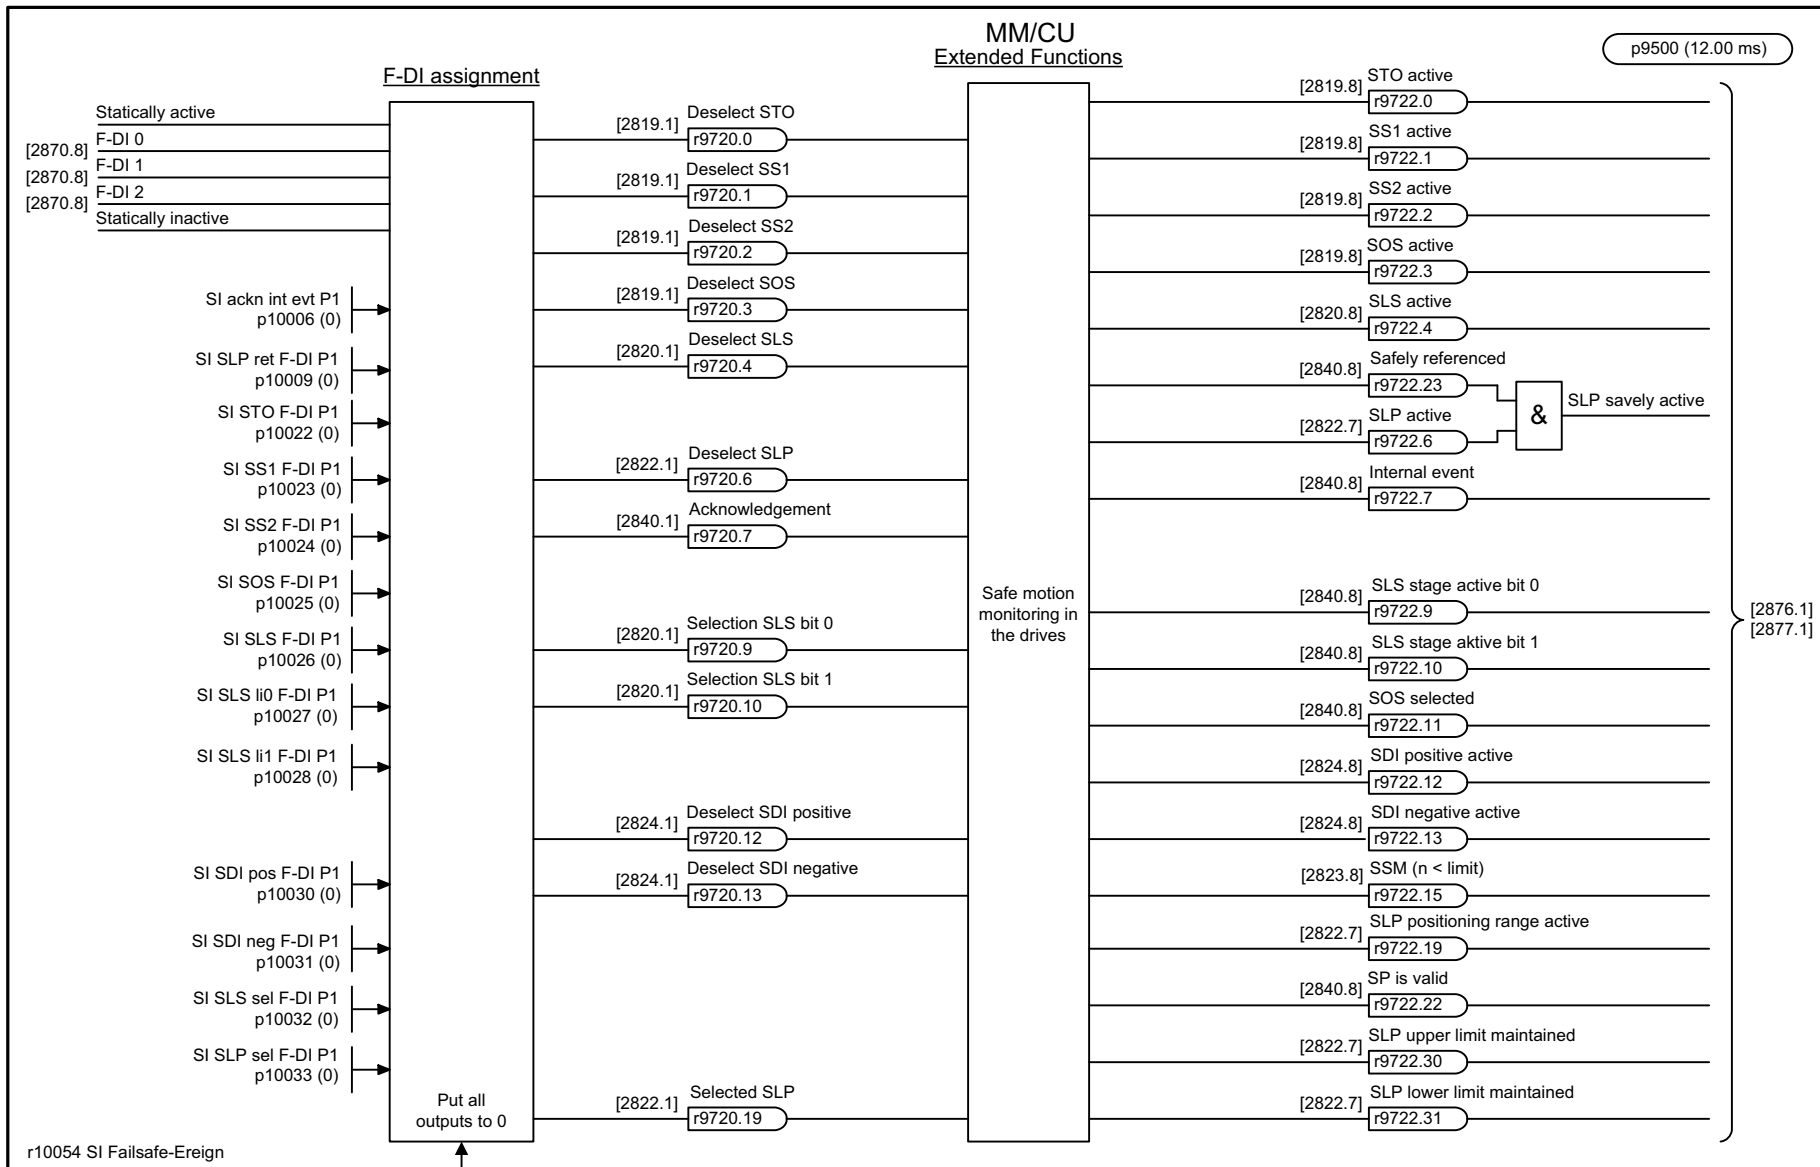 MM/CU
Extended Functions
p9500 (12.00 ms)
F-DI assignment
Statically active
[2870.8] F-DI 0
[2870.8] F-DI 1
[2870.8] F-DI 2
Statically inactive
SI ackn int evt P1
p10006 (0)
SI SLP ret F-DI P1
p10009 (0)
SI STO F-DI P1
p10022 (0)
SI SS1 F-DI P1
p10023 (0)
SI SS2 F-DI P1
p10024 (0)
SI SOS F-DI P1
p10025 (0)
SI SLS F-DI P1
p10026 (0)
SI SLS li0 F-DI P1
p10027 (0)
SI SLS li1 F-DI P1
p10028 (0)
SI SDI pos F-DI P1
p10030 (0)
SI SDI neg F-DI P1
p10031 (0)
SI SLS sel F-DI P1
p10032 (0)
SI SLP sel F-DI P1
p10033 (0)
Put all
outputs to 0
r10054 SI Failsafe-Ereign
[2819.1] Deselect STO
r9720.0
[2819.1] Deselect SS1
r9720.1
[2819.1] Deselect SS2
r9720.2
[2819.1] Deselect SOS
r9720.3
[2820.1] Deselect SLS
r9720.4
[2822.1] Deselect SLP
r9720.6
[2840.1] Acknowledgement
r9720.7
[2820.1] Selection SLS bit 0
r9720.9
[2820.1] Selection SLS bit 1
r9720.10
[2824.1] Deselect SDI positive
r9720.12
[2824.1] Deselect SDI negative
r9720.13
[2822.1] Selected SLP
r9720.19
Safe motion
monitoring in
the drives
[2819.8] STO active
r9722.0
[2819.8] SS1 active
r9722.1
[2819.8] SS2 active
r9722.2
[2819.8] SOS active
r9722.3
[2820.8] SLS active
r9722.4
[2840.8] Safely referenced
r9722.23
[2822.7] SLP active
r9722.6
& SLP savely active
[2840.8] Internal event
r9722.7
[2840.8] SLS stage active bit 0
r9722.9
[2840.8] SLS stage aktive bit 1
r9722.10
[2840.8] SOS selected
r9722.11
[2824.8] SDI positive active
r9722.12
[2824.8] SDI negative active
r9722.13
[2823.8] SSM (n < limit)
r9722.15
[2822.7] SLP positioning range active
r9722.19
[2840.8] SP is valid
r9722.22
[2822.7] SLP upper limit maintained
r9722.30
[2822.7] SLP lower limit maintained
r9722.31
[2876.1]
[2877.1]